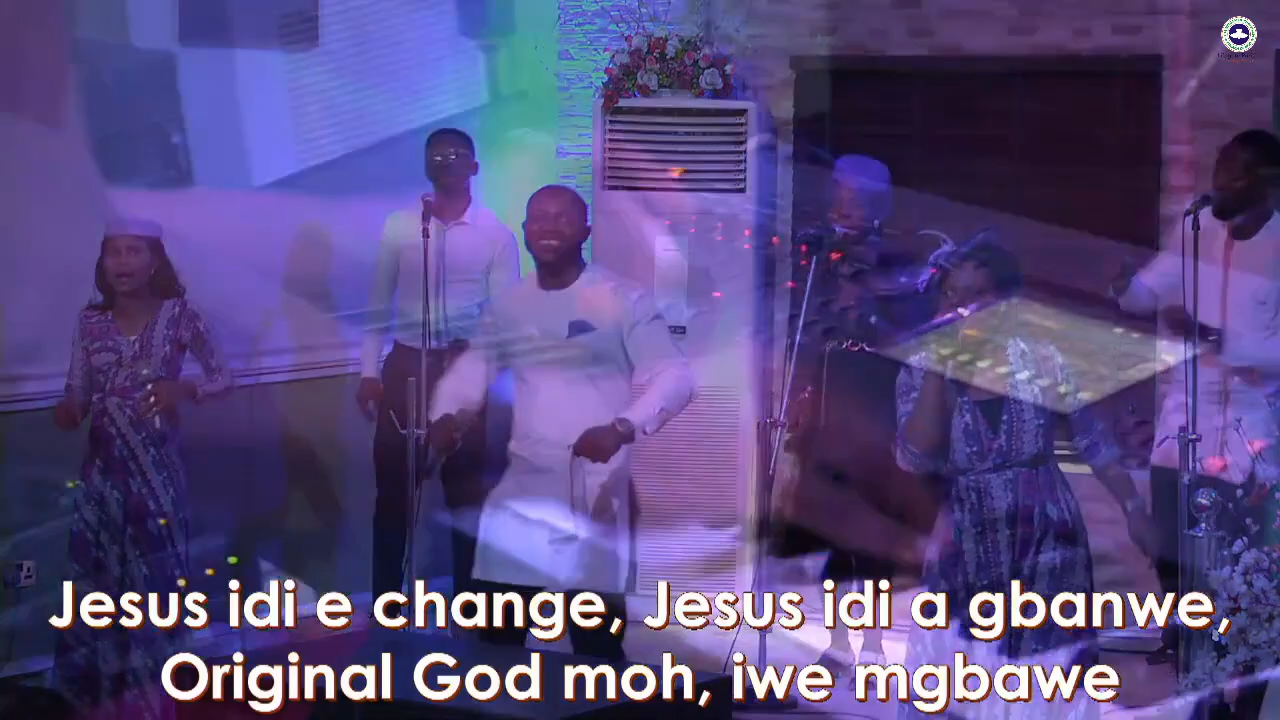 Jesus idi e change, Jesus idi a gbanwe,
Original God moh, iwe mgbawe